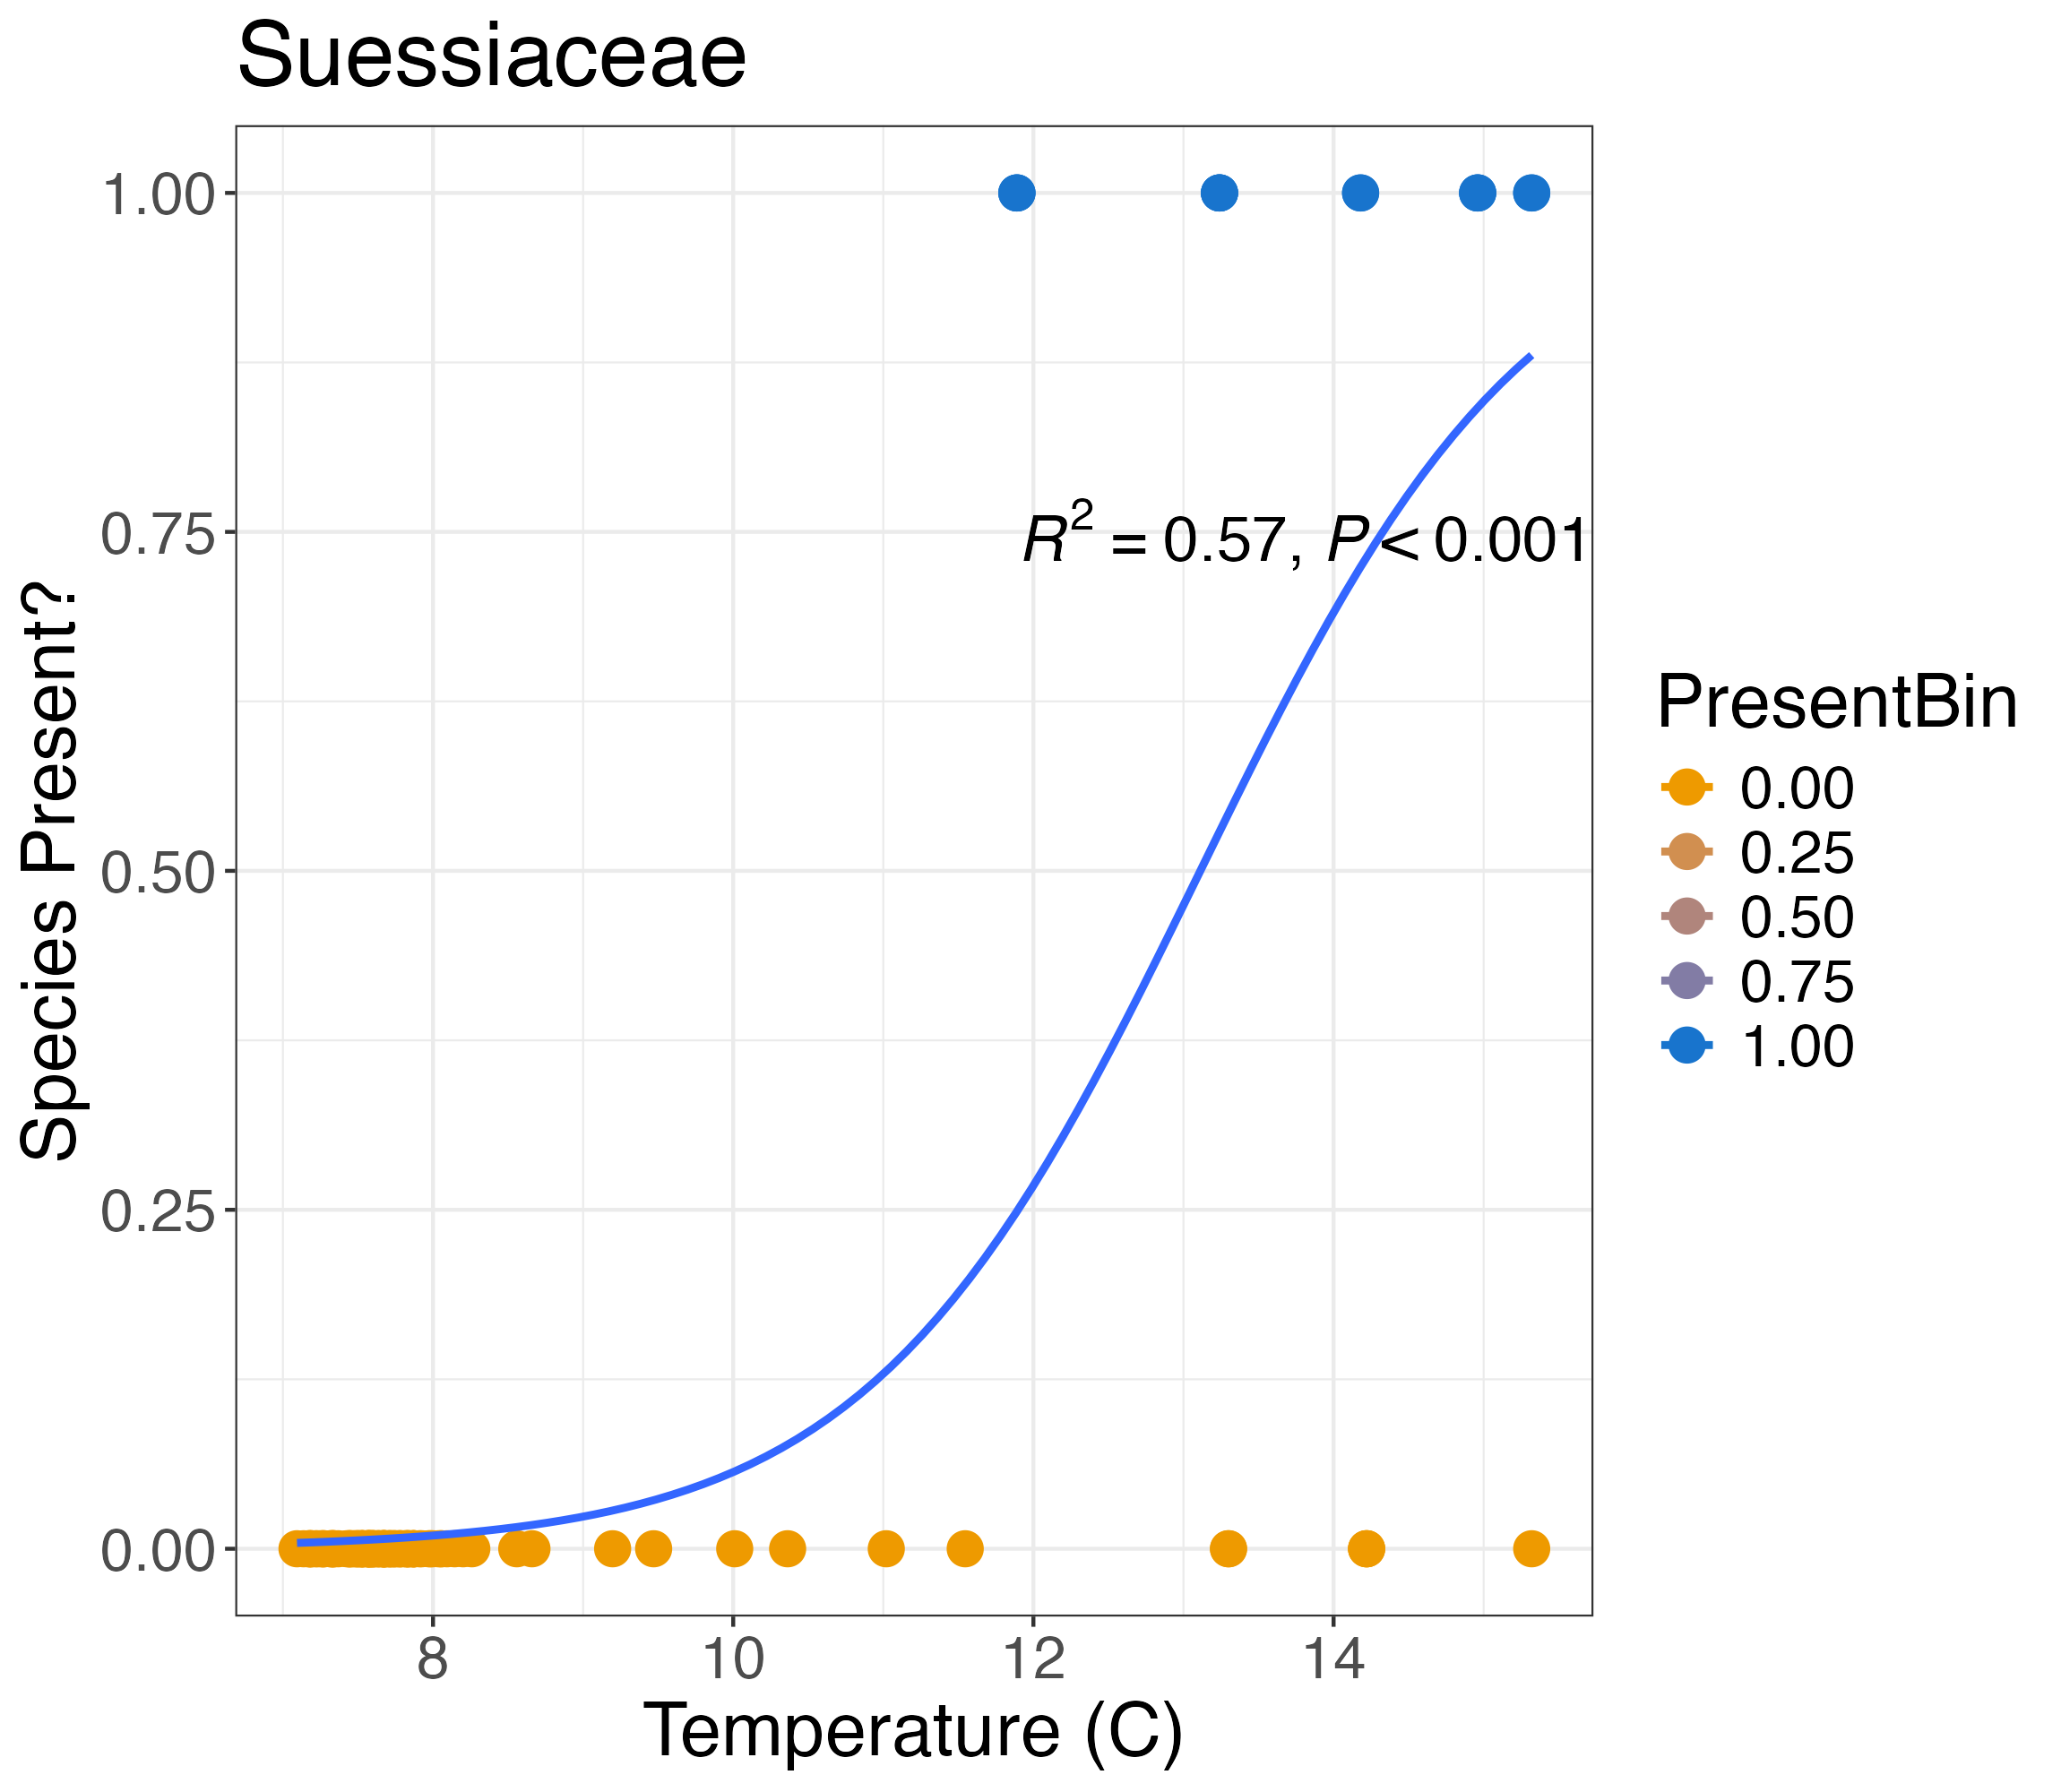 Suessiaceae
1.00
0.75
0.50
0.25
0.00
Species Present?
R² = 0.57, P < 0.001
8 10 12 14
Temperature (C)
PresentBin
0.00
0.25
0.50
0.75
1.00